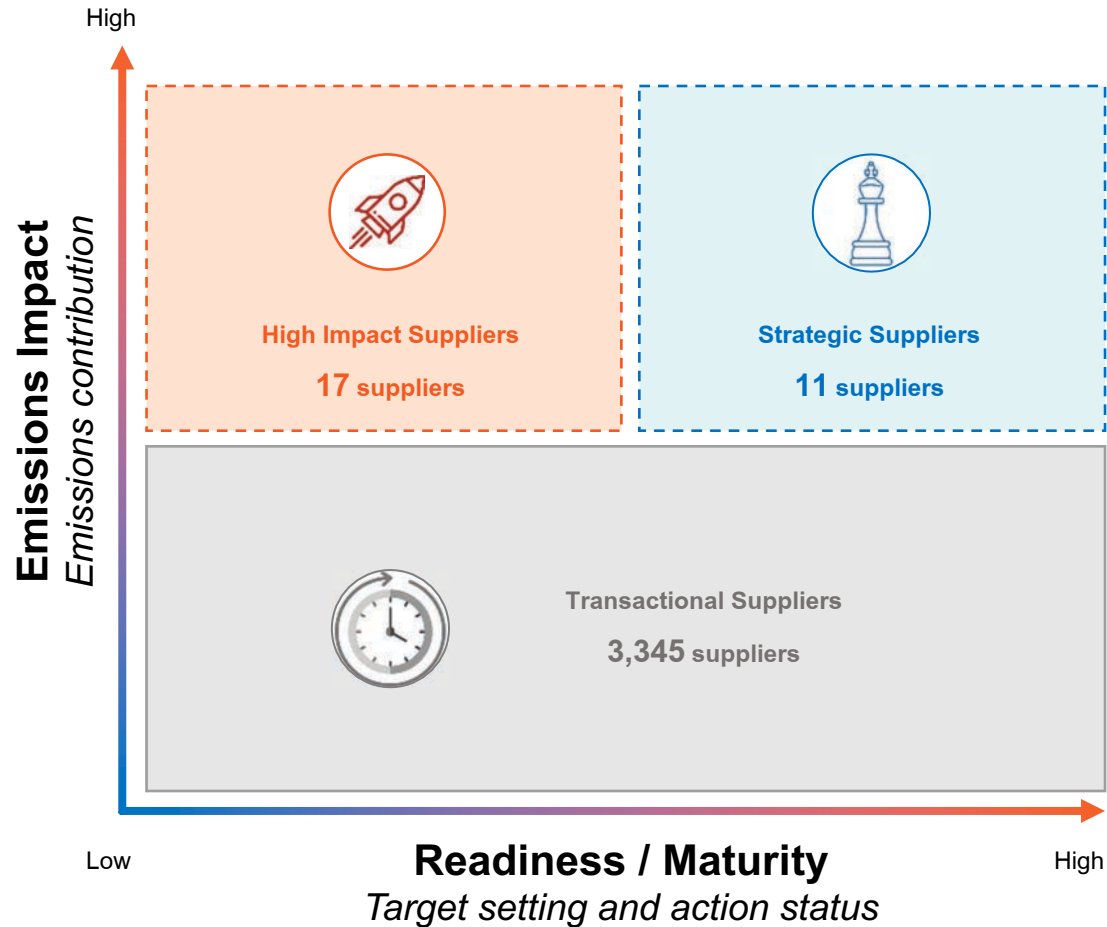 High
Emissions Impact
Emissions contribution
High Impact Suppliers
17 suppliers
Strategic Suppliers
11 suppliers
Transactional Suppliers
3,345 suppliers
Low
Readiness / Maturity
High
Target setting and action status